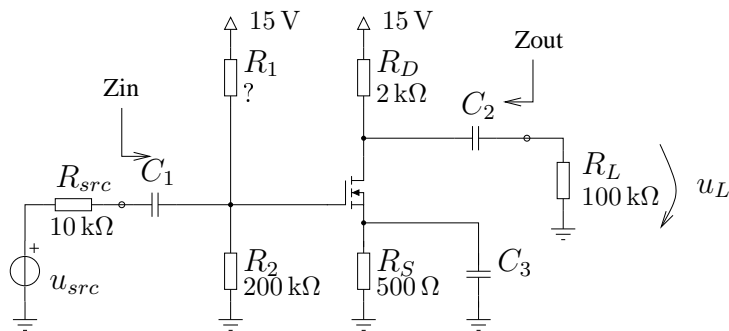 15 V
15 V
Zout
R1
?
RD
2 kΩ
Zin
C2
Rsrc
10 kΩ
C1
RL
100 kΩ
uL
+
usrc
R2
200 kΩ
RS
500 Ω
C3